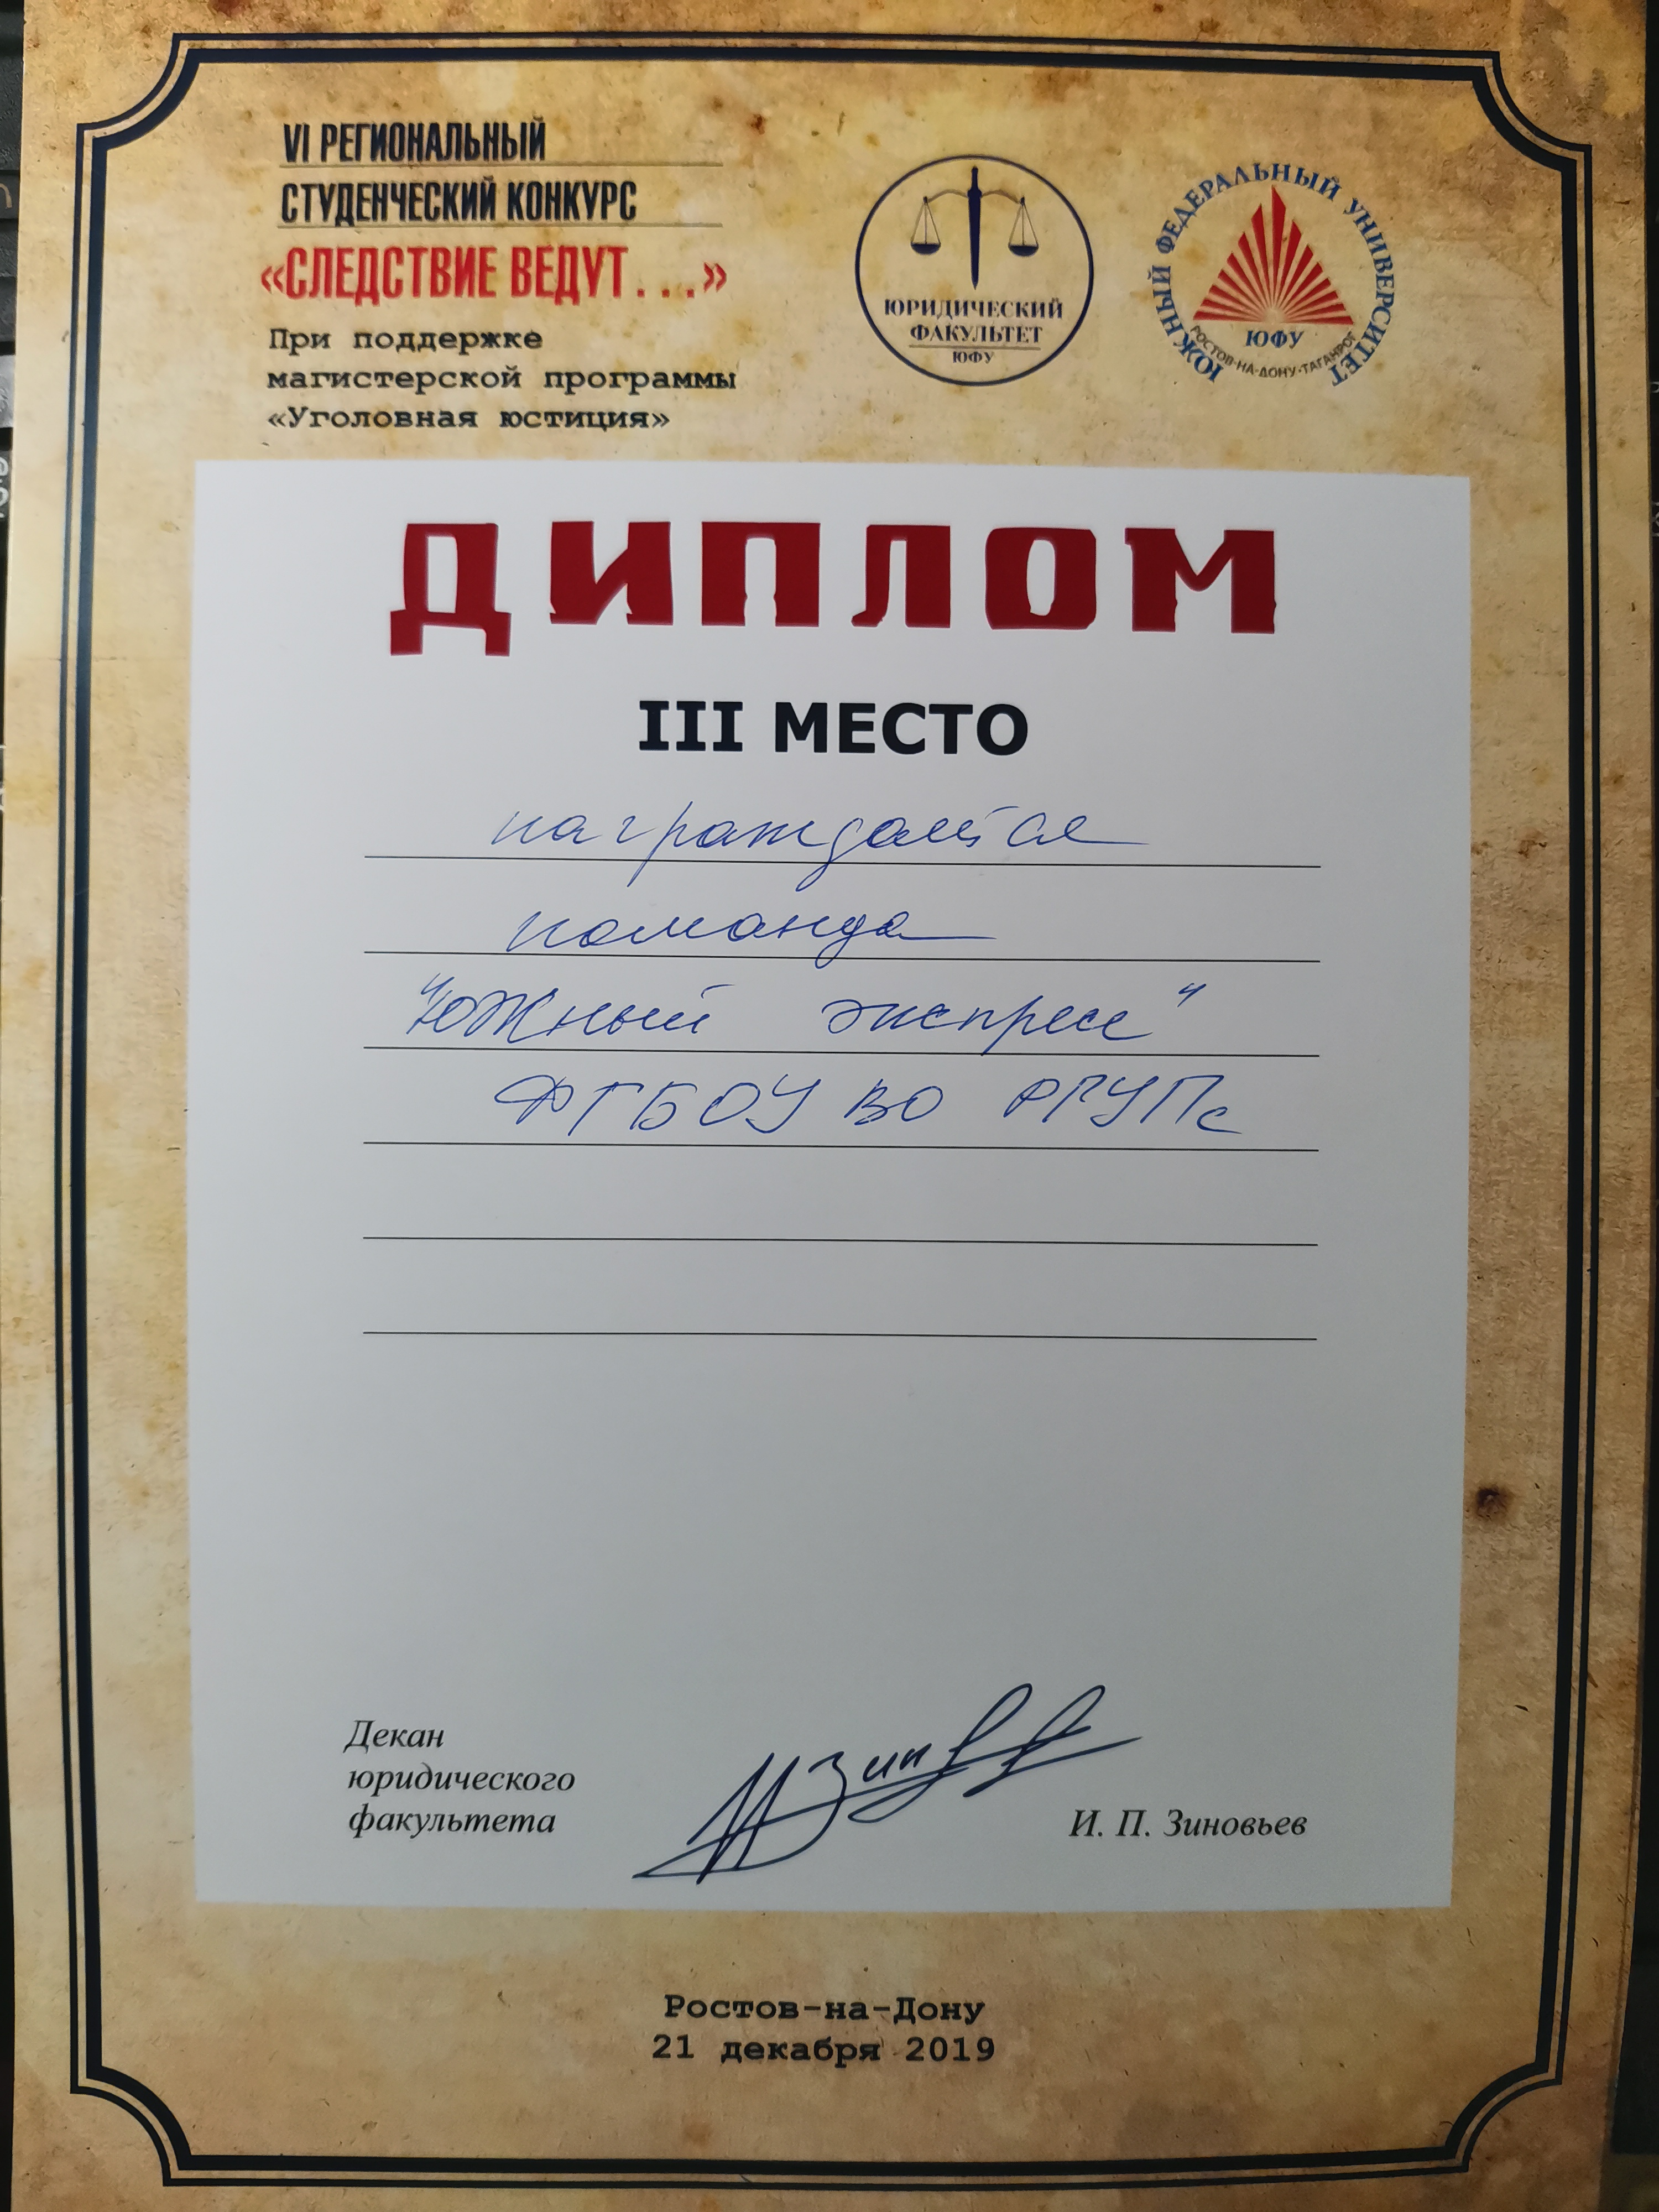 VI РЕГИОНАЛЬНЫЙ
СТУДЕНЧЕСКИЙ КОНКУРС
«СЛЕДСТВИЕ ВЕДУТ...»
При поддержке
магистерской программы
«Уголовная юстиция»
ЮРИДИЧЕСКИЙ
ФАКУЛЬТЕТ
ЮФУ
ЮЖНЫЙ ФЕДЕРАЛЬНЫЙ УНИВЕРСИТЕТ
ЮФУ
РОСТОВ-НА-ДОНУ-ТАГАНРОГ
ДИПЛОМ
III МЕСТО
награждается
команда
"Южный экспресс"
ФГБОУ ВО РГУПС
Декан
юридического
факультета
И. П. Зиновьев
Ростов-на-Дону
21 декабря 2019